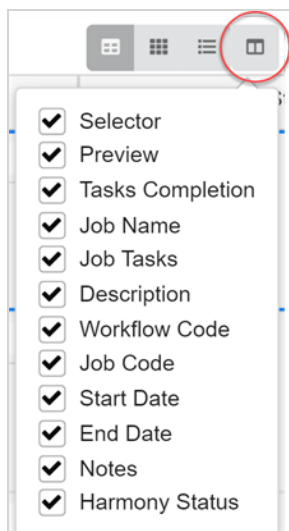 Selector
Preview
Tasks Completion
Job Name
Job Tasks
Description
Workflow Code
Job Code
Start Date
End Date
Notes
Harmony Status